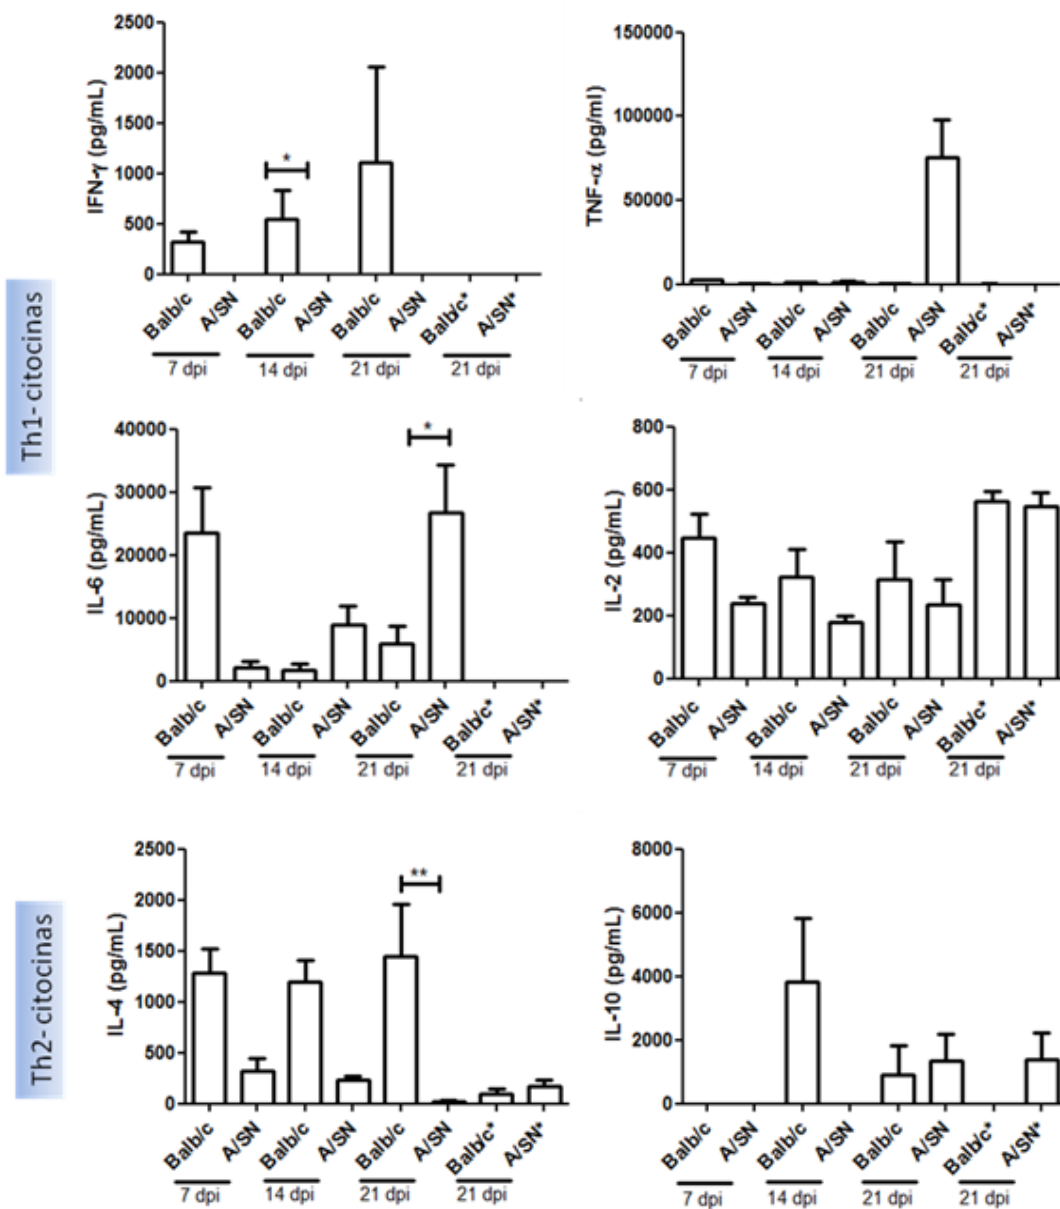 Th1- citocinas
IFN-γ (pg/mL)
2500
2000
1500
1000
500
0
*
Balb/c A/SN Balb/c A/SN Balb/c A/SN Balb/c* A/SN*
7 dpi 14 dpi 21 dpi 21 dpi
TNF-α (pg/ml)
150000
100000
50000
0
Balb/c A/SN Balb/c A/SN Balb/c A/SN Balb/c* A/SN*
7 dpi 14 dpi 21 dpi 21 dpi
IL-6 (pg/mL)
40000
30000
20000
10000
0
*
Balb/c A/SN Balb/c A/SN Balb/c A/SN Balb/c* A/SN*
7 dpi 14 dpi 21 dpi 21 dpi
IL-2 (pg/mL)
800
600
400
200
0
Balb/c A/SN Balb/c A/SN Balb/c A/SN Balb/c* A/SN*
7 dpi 14 dpi 21 dpi 21 dpi
Th2- citocinas
IL-4 (pg/mL)
2500
2000
1500
1000
500
0
**
Balb/c A/SN Balb/c A/SN Balb/c A/SN Balb/c* A/SN*
7 dpi 14 dpi 21 dpi 21 dpi
IL-10 (pg/mL)
8000
6000
4000
2000
0
Balb/c A/SN Balb/c A/SN Balb/c A/SN Balb/c* A/SN*
7 dpi 14 dpi 21 dpi 21 dpi